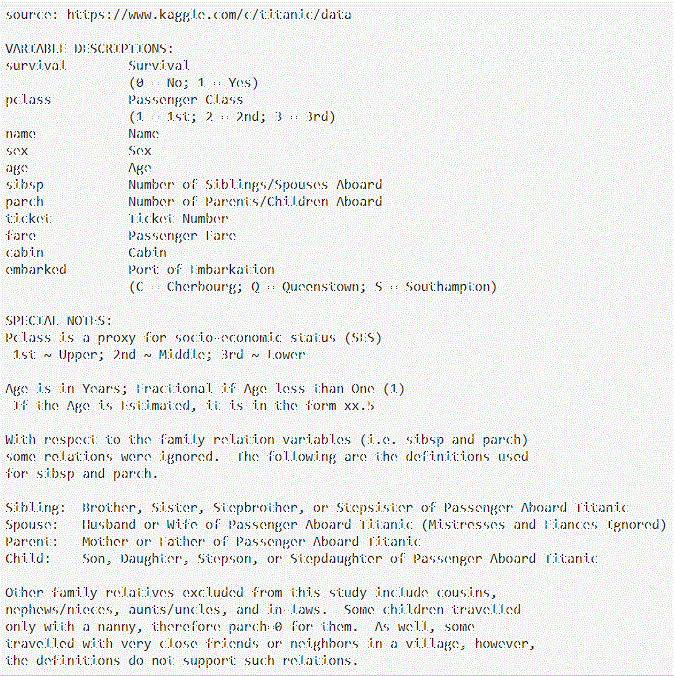 source: https://www.kaggle.com/c/titanic/data
VARIABLE DESCRIPTIONS:
survival Survival
(0 = No; 1 = Yes)
pclass Passenger Class
(1 = 1st; 2 = 2nd; 3 = 3rd)
name Name
sex Sex
age Age
sibsp Number of Siblings/Spouses Aboard
parch Number of Parents/Children Aboard
ticket Ticket Number
fare Passenger Fare
cabin Cabin
embarked Port of Embarkation
(C = Cherbourg; Q = Queenstown; S = Southampton)
SPECIAL NOTES:
Pclass is a proxy for socio-economic status (SES)
1st ~ Upper; 2nd ~ Middle; 3rd ~ Lower
Age is in Years; Fractional if Age less than One (1)
If the Age is Estimated, it is in the form xx.5
With respect to the family relation variables (i.e. sibsp and parch)
some relations were ignored. The following are the definitions used
for sibsp and parch.
Sibling: Brother, Sister, Stepbrother, or Stepsister of Passenger Aboard Titanic
Spouse: Husband or Wife of Passenger Aboard Titanic (Mistresses and Fiances Ignored)
Parent: Mother or Father of Passenger Aboard Titanic
Child: Son, Daughter, Stepson, or Stepdaughter of Passenger Aboard Titanic
Other family relatives excluded from this study include cousins,
nephews/nieces, aunts/uncles, and in-laws. Some children travelled
only with a nanny, therefore parch=0 for them. As well, some
travelled with very close friends or neighbors in a village, however,
the definitions do not support such relations.